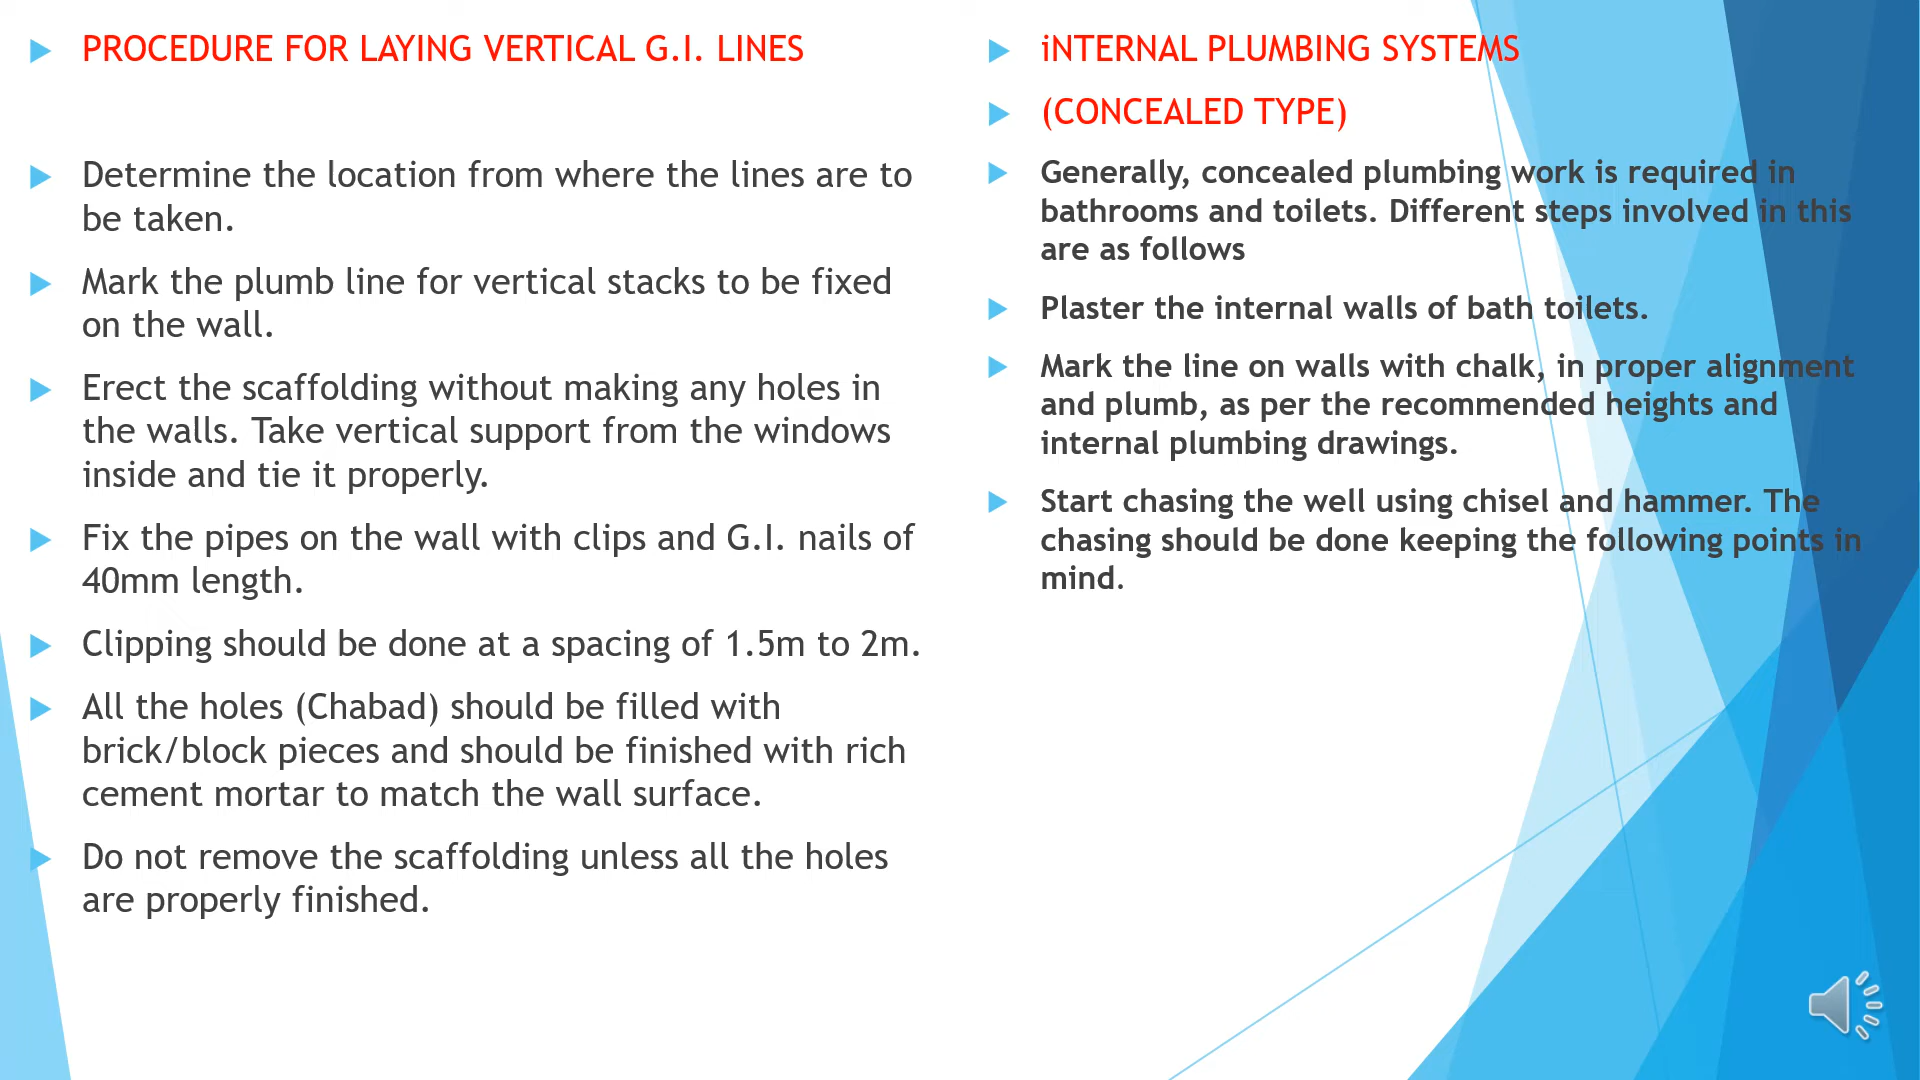 PROCEDURE FOR LAYING VERTICAL G.I. LINES
Determine the location from where the lines are to
be taken.
Mark the plumb line for vertical stacks to be fixed
on the wall.
Erect the scaffolding without making any holes in
the walls. Take vertical support from the windows
inside and tie it properly.
Fix the pipes on the wall with clips and G.I. nails of
40mm length.
Clipping should be done at a spacing of 1.5m to 2m.
All the holes (Chabad) should be filled with
brick/block pieces and should be finished with rich
cement mortar to match the wall surface.
Do not remove the scaffolding unless all the holes
are properly finished.
iNTERNAL PLUMBING SYSTEMS
(CONCEALED TYPE)
Generally, concealed plumbing work is required in
bathrooms and toilets. Different steps involved in this
are as follows
Plaster the internal walls of bath toilets.
Mark the line on walls with chalk, in proper alignment
and plumb, as per the recommended heights and
internal plumbing drawings.
Start chasing the well using chisel and hammer. The
chasing should be done keeping the following points in
mind.